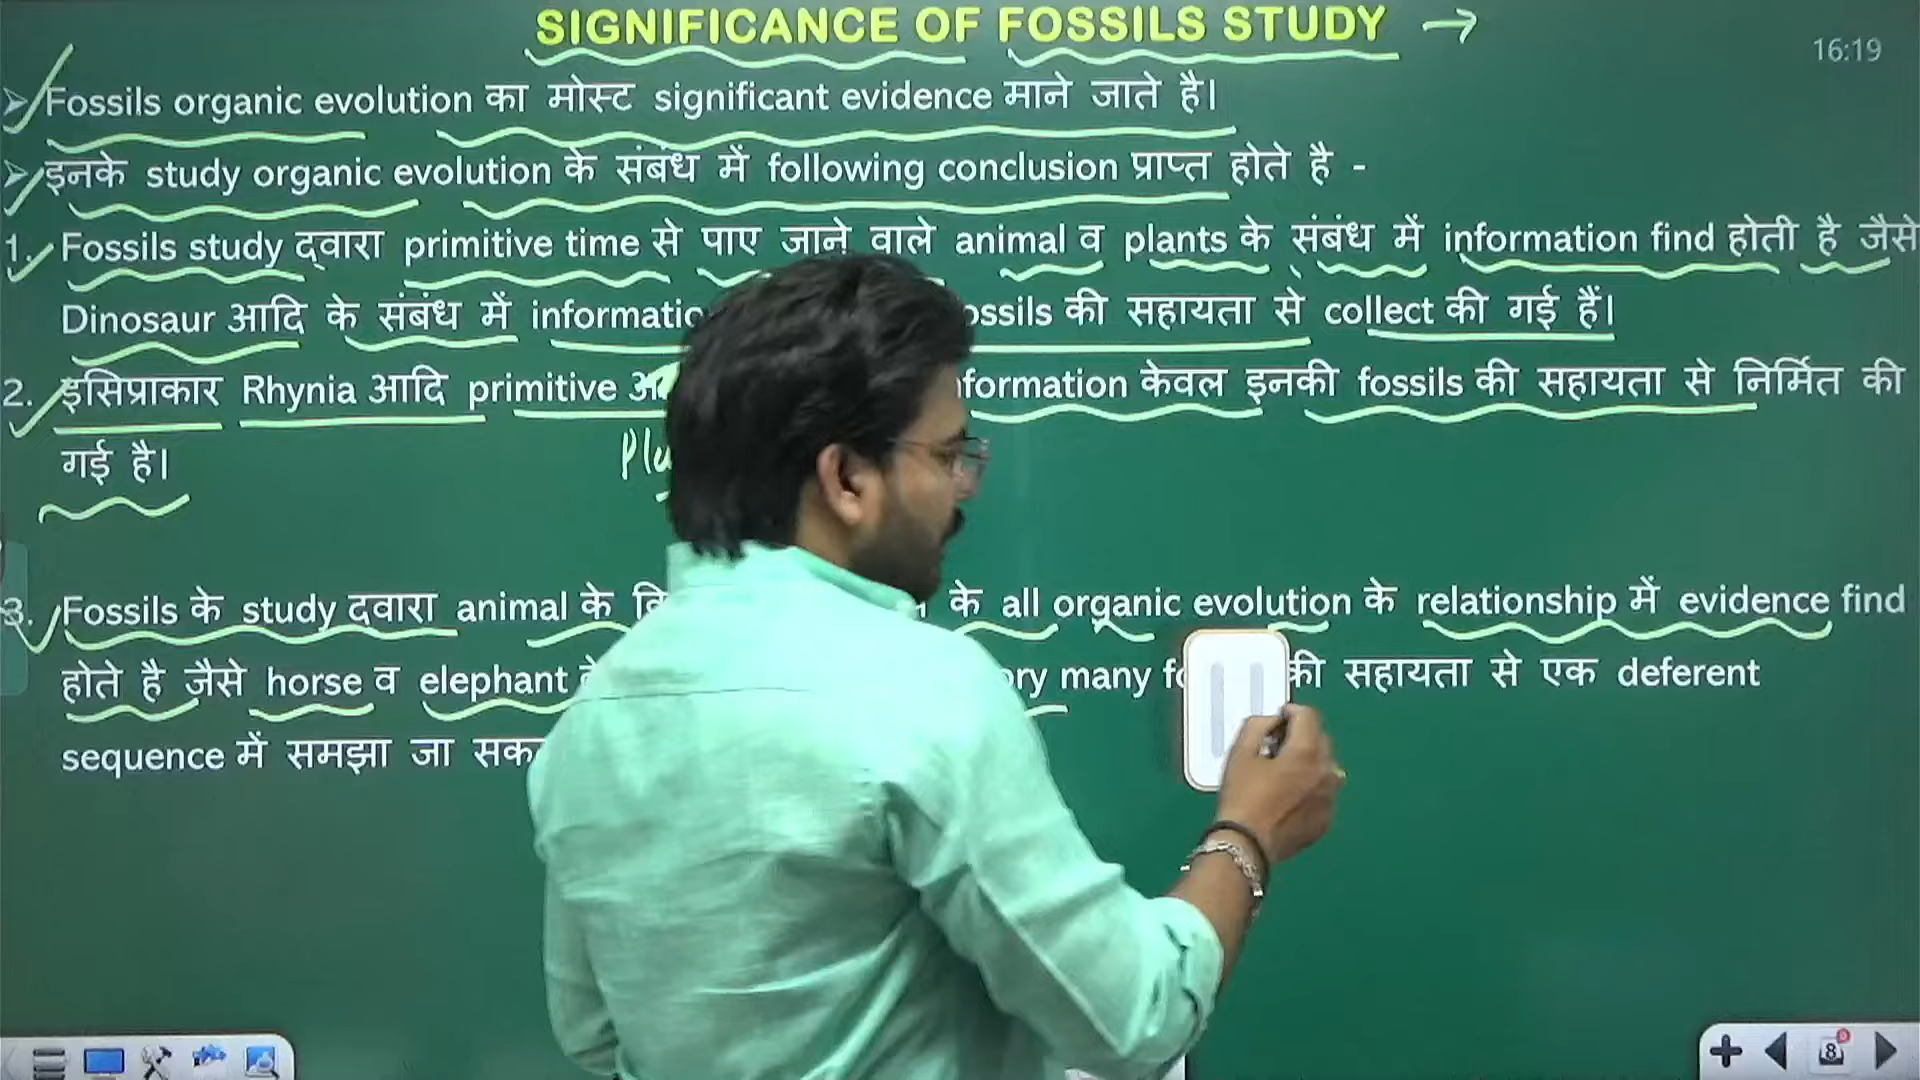 SIGNIFICANCE OF FOSSILS STUDY →
16:19
➢ Fossils organic evolution का मोस्ट significant evidence माने जाते है।
➢ इनके study organic evolution के संबंध में following conclusion प्राप्त होते है -
1. Fossils study द्वारा primitive time से पाए जाने वाले animal व plants के संबंध में information find होती है जैसे
Dinosaur आदि के संबंध में की सहायता से collect की गई हैं।
2. इसिप्राकार Rhynia आदि primitive केवल इनकी fossils की सहायता से निर्मित की
गई है।
3. Fossils के study दवारा animal के के all organic evolution के relationship में evidence find
होते है जैसे horse व elephant many की सहायता से एक deferent
sequence में समझा जा
8